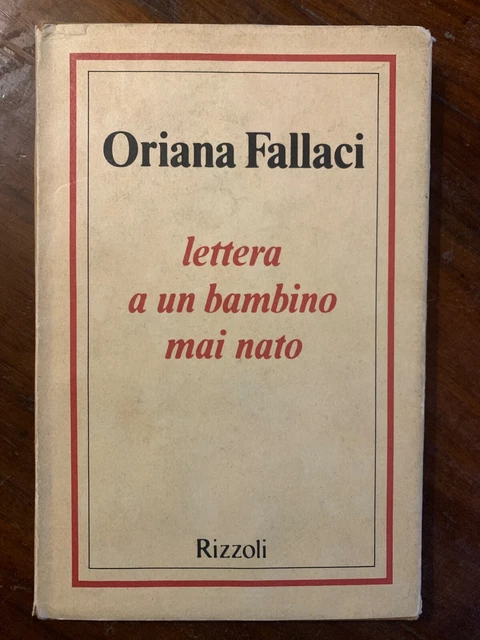 Oriana Fallaci
lettera
a un bambino
mai nato
Rizzoli